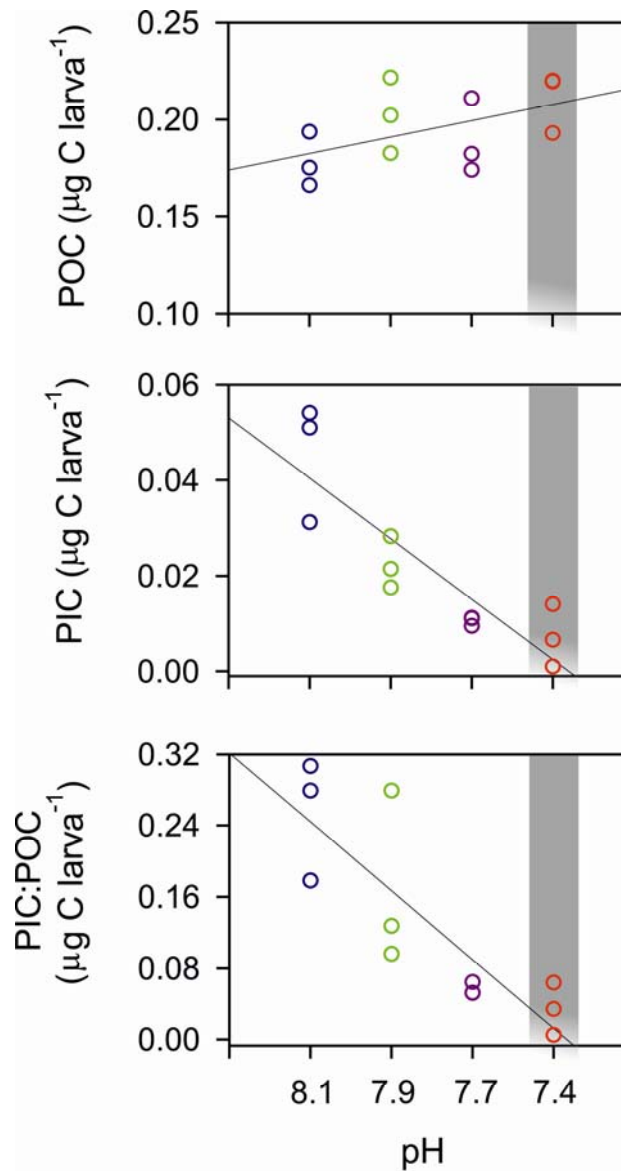 0.25
0.20
0.15
0.10
POC (μg C larva⁻¹)
0.06
0.04
0.02
0.00
PIC (μg C larva⁻¹)
0.32
0.24
0.16
0.08
0.00
PIC:POC
(μg C larva⁻¹)
8.1 7.9 7.7 7.4
pH